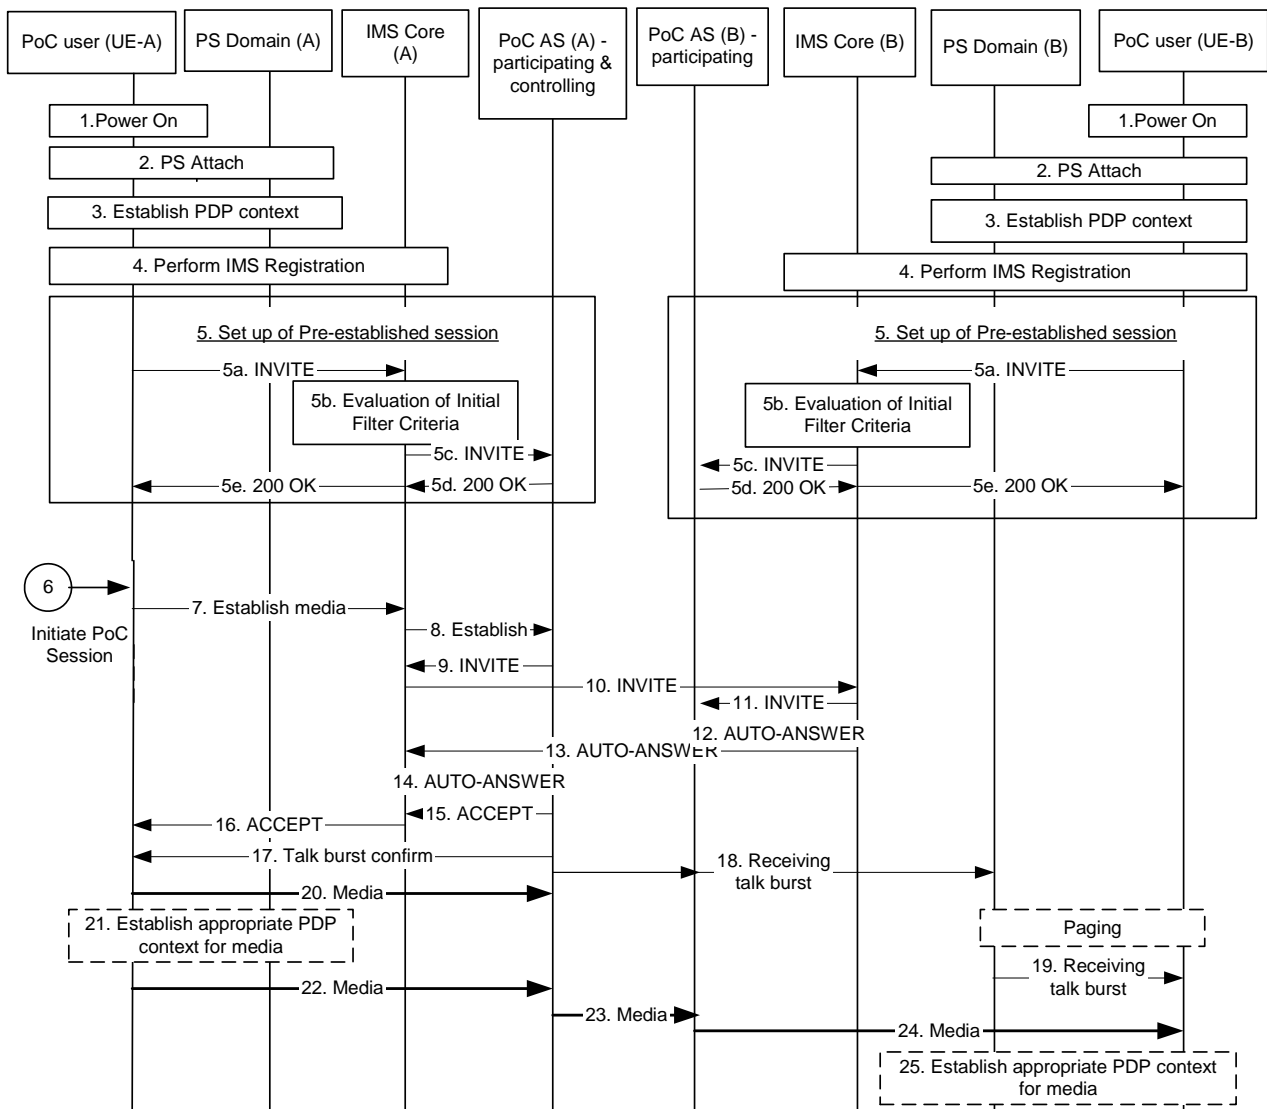 PoC user (UE-A)
PS Domain (A)
IMS Core
(A)
PoC AS (A) -
participating &
controlling
PoC AS (B) -
participating
IMS Core (B)
PS Domain (B)
PoC user (UE-B)
1.Power On
1.Power On
2. PS Attach
2. PS Attach
3. Establish PDP context
3. Establish PDP context
4. Perform IMS Registration
4. Perform IMS Registration
5. Set up of Pre-established session
5. Set up of Pre-established session
5a. INVITE
5a. INVITE
5b. Evaluation of Initial
Filter Criteria
5b. Evaluation of Initial
Filter Criteria
5c. INVITE
5c. INVITE
5e. 200 OK
5d. 200 OK
5d. 200 OK
5e. 200 OK
6
Initiate PoC
Session
7. Establish media
8. Establish
9. INVITE
10. INVITE
11. INVITE
12. AUTO-ANSWER
13. AUTO-ANSWER
14. AUTO-ANSWER
15. ACCEPT
16. ACCEPT
17. Talk burst confirm
18. Receiving
talk burst
20. Media
21. Establish appropriate PDP
context for media
Paging
19. Receiving
talk burst
22. Media
23. Media
24. Media
25. Establish appropriate PDP context
for media